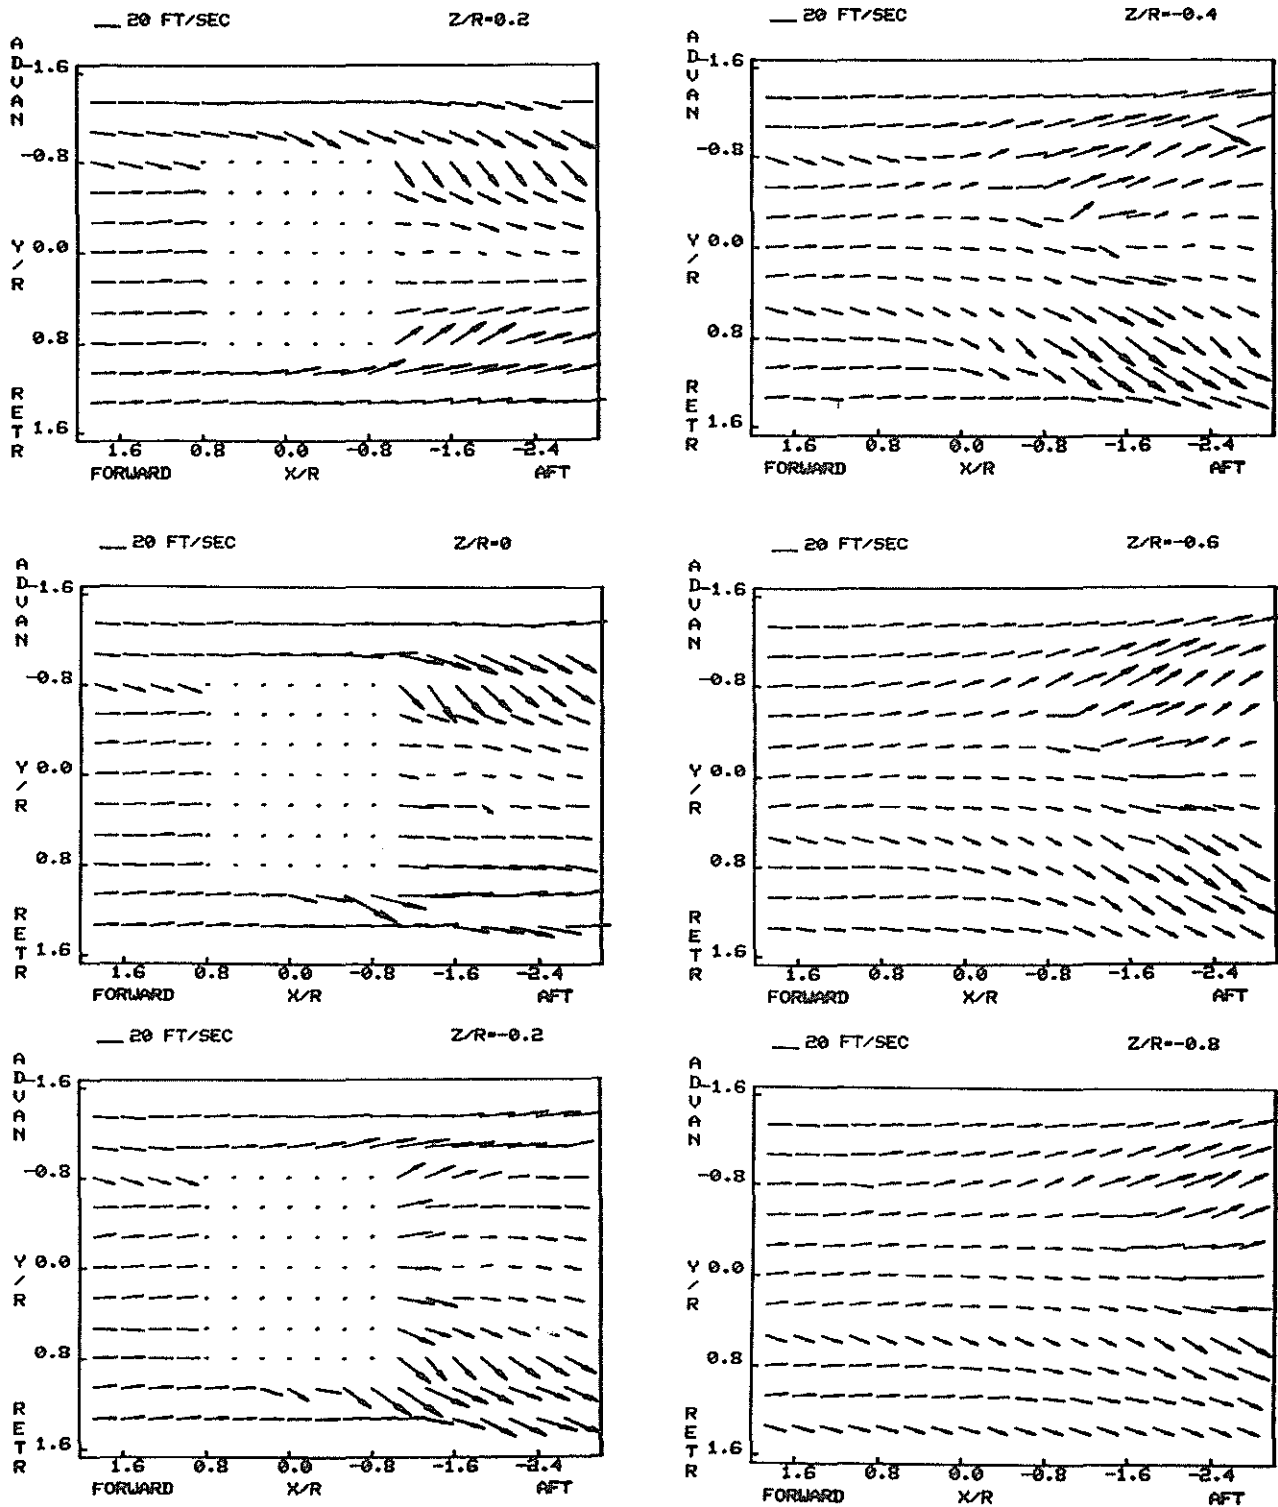 20 FT/SEC Z/R=0.2
ADVAN
-1.6
-0.8
Y/R 0.0
0.8
RETR
1.6
1.6 0.8 0.0 -0.8 -1.6 -2.4
FORWARD X/R AFT
20 FT/SEC Z/R=-0.4
ADVAN
-1.6
-0.8
Y/R 0.0
0.8
RETR
1.6
1.6 0.8 0.0 -0.8 -1.6 -2.4
FORWARD X/R AFT
20 FT/SEC Z/R=0
ADVAN
-1.6
-0.8
Y/R 0.0
0.8
RETR
1.6
1.6 0.8 0.0 -0.8 -1.6 -2.4
FORWARD X/R AFT
20 FT/SEC Z/R=-0.6
ADVAN
-1.6
-0.8
Y/R 0.0
0.8
RETR
1.6
1.6 0.8 0.0 -0.8 -1.6 -2.4
FORWARD X/R AFT
20 FT/SEC Z/R=-0.2
ADVAN
-1.6
-0.8
Y/R 0.0
0.8
RETR
1.6
1.6 0.8 0.0 -0.8 -1.6 -2.4
FORWARD X/R AFT
20 FT/SEC Z/R=-0.8
ADVAN
-1.6
-0.8
Y/R 0.0
0.8
RETR
1.6
1.6 0.8 0.0 -0.8 -1.6 -2.4
FORWARD X/R AFT